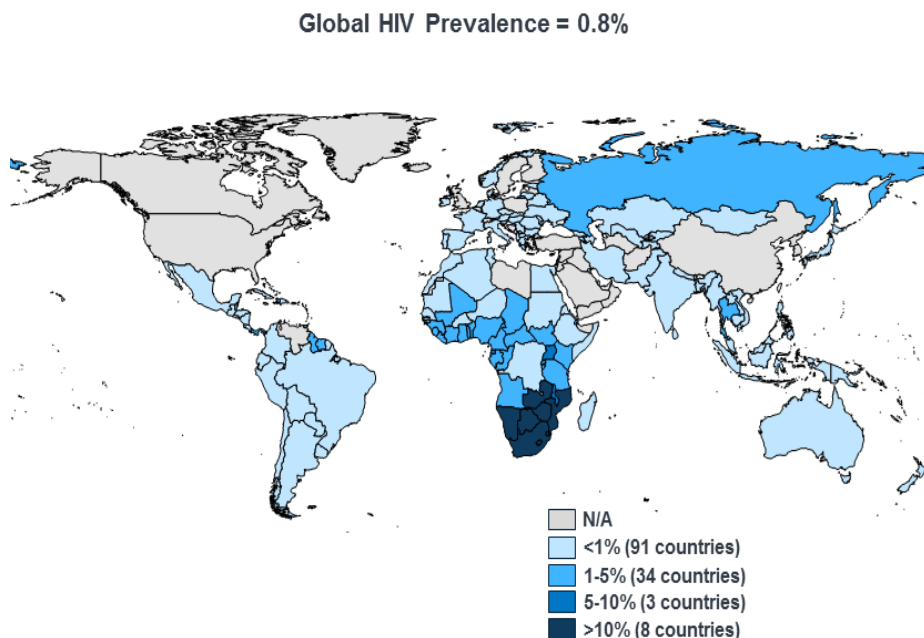 Global HIV Prevalence = 0.8%
N/A
<1% (91 countries)
1-5% (34 countries)
5-10% (3 countries)
>10% (8 countries)